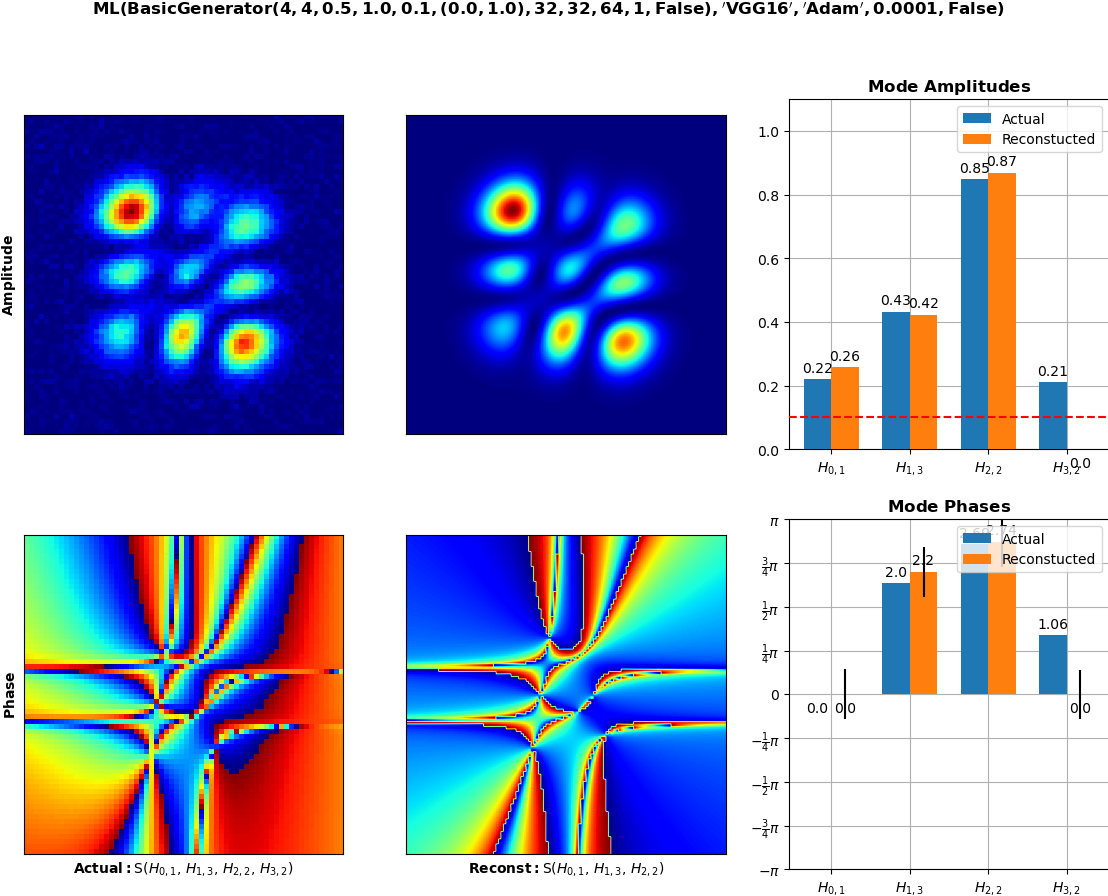 ML(BasicGenerator(4, 4, 0.5, 1.0, 0.1, (0.0, 1.0), 32, 32, 64, 1, False), 'VGG16', 'Adam', 0.0001, False)
Amplitude
Mode Amplitudes
Actual
Reconstucted
1.0
0.8
0.6
0.4
0.2
0.0
0.22
0.26
0.43
0.42
0.85
0.87
0.21
0.0
H₀,₁
H₁,₃
H₂,₂
H₃,₂
Phase
Actual: S(H₀,₁, H₁,₃, H₂,₂, H₃,₂)
Reconst: S(H₀,₁, H₁,₃, H₂,₂)
Mode Phases
Actual
Reconstucted
π
¾π
½π
¼π
0
−¼π
−½π
−¾π
−π
0.0
2.0
2.2
1.06
0.0
H₀,₁
H₁,₃
H₂,₂
H₃,₂